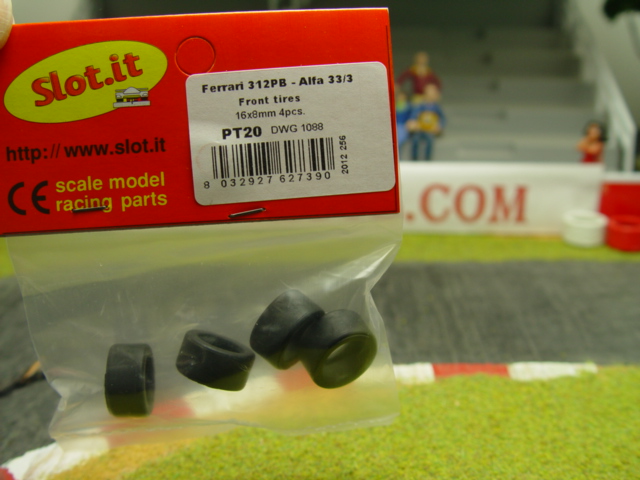 Slot.it
http://www.slot.it
CE scale model
racing parts
Ferrari 312PB - Alfa 33/3
Front tires
16x8mm 4pcs.
PT20 DWG 1088
8 032927 627390
2012 256
.COM